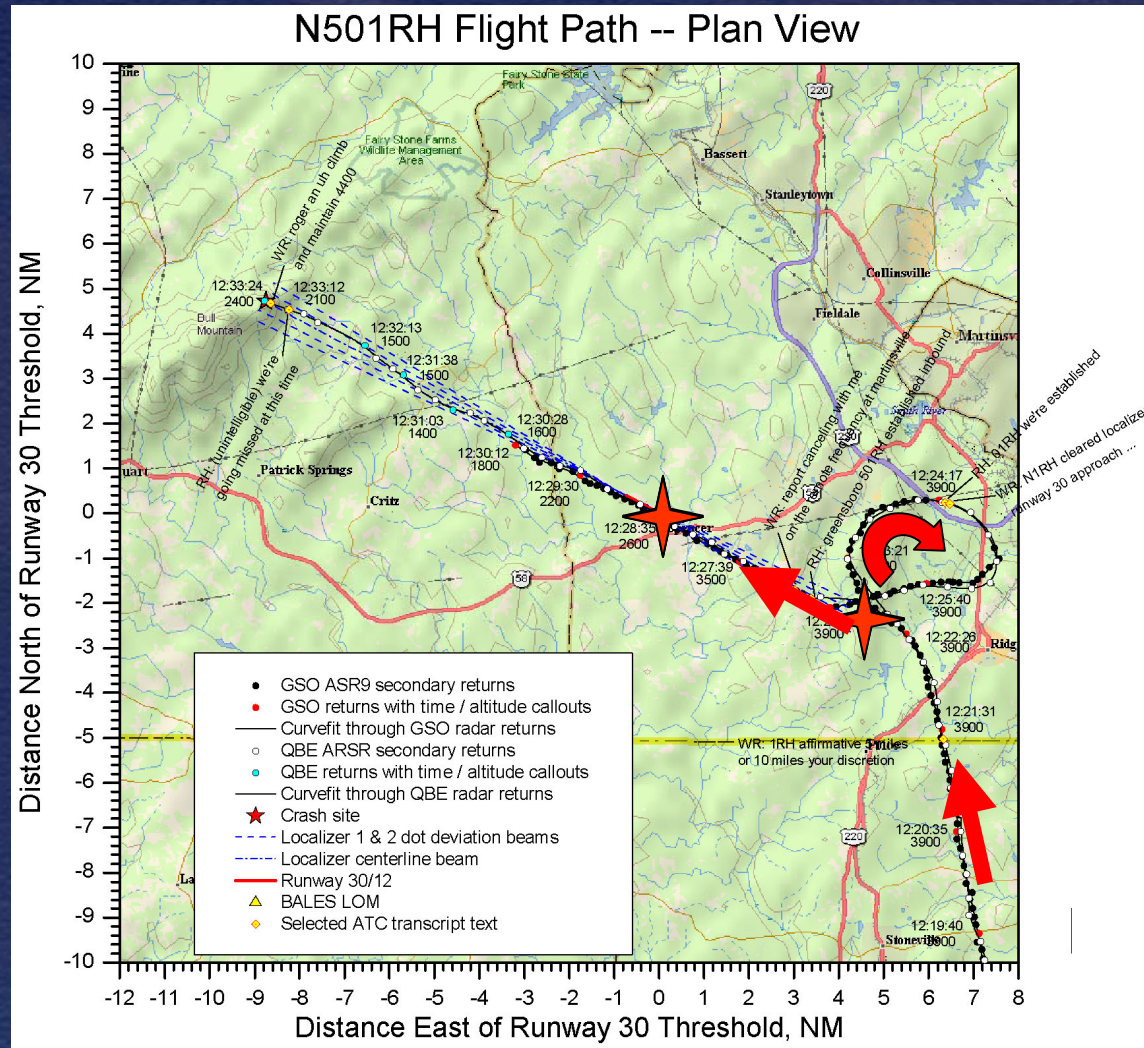 N501RH Flight Path -- Plan View
Distance North of Runway 30 Threshold, NM
10
9
8
7
6
5
4
3
2
1
0
-1
-2
-3
-4
-5
-6
-7
-8
-9
-10
ine
Fairy Stone State
Park
220
Fairy Stone Farms
Wildlife Management
Area
Bassett
Stanleytown
Collinsville
Fieldale
Martinsv
WR: roger an uh climb
and maintain 4400
12:33:24
2400
12:33:12
2100
Bull
Mountain
12:32:13
1500
12:31:38
1500
12:31:03
1400
12:30:28
1600
12:30:12
1800
12:29:30
2200
RH: (unintelligible) we're
going missed at this time
uart
Patrick Springs
Critz
58
12:28:35
2600
12:27:39
3500
WR: report canceling with me
on the remote frequency at martinsville
RH: greensboro 501RH established inbound
12:24:17
3900
RH: 01RH we're established
WR: N1RH cleared localize
runway 30 approach ...
3:21
12:25:40
3900
3900
12:22:26
3900
Ridg
12:21:31
3900
WR: 1RH affirmative 5 miles
or 10 miles your discretion
12:20:35
3900
220
12:19:40
3900
Stoneville
La
GSO ASR9 secondary returns
GSO returns with time / altitude callouts
Curvefit through GSO radar returns
QBE ARSR secondary returns
QBE returns with time / altitude callouts
Curvefit through QBE radar returns
Crash site
Localizer 1 & 2 dot deviation beams
Localizer centerline beam
Runway 30/12
BALES LOM
Selected ATC transcript text
-12 -11 -10 -9 -8 -7 -6 -5 -4 -3 -2 -1 0 1 2 3 4 5 6 7 8
Distance East of Runway 30 Threshold, NM